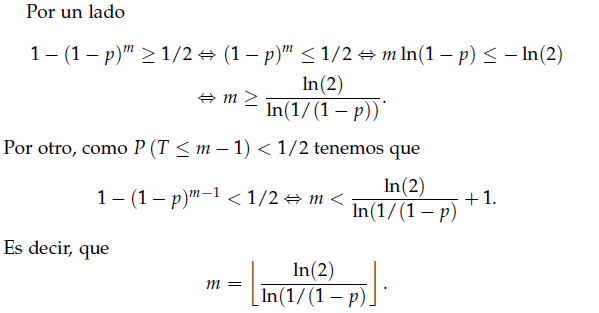 Por un lado
1 − (1 − p)^m ≥ 1/2 ⇔ (1 − p)^m ≤ 1/2 ⇔ m ln(1 − p) ≤ − ln(2)
⇔ m ≥ ln(2) / ln(1/(1 − p)).
Por otro, como P (T ≤ m − 1) < 1/2 tenemos que
1 − (1 − p)^{m−1} < 1/2 ⇔ m < ln(2) / ln(1/(1 − p) + 1.
Es decir, que
m = ⌊ ln(2) / ln(1/(1 − p) ⌋.